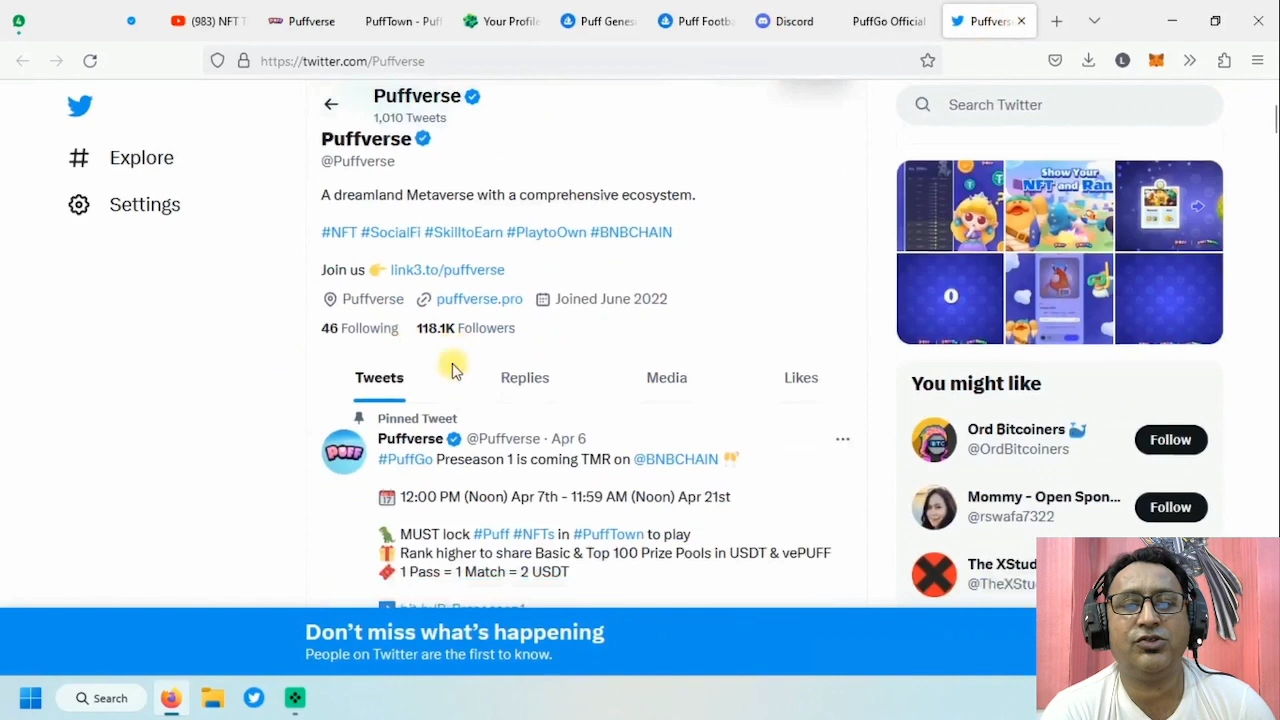 (983) NFT T
Puffverse
PuffTown - Puf
Your Profile
Puff Genes
Puff Footba
Discord
PuffGo Official
Puffvers
https://twitter.com/Puffverse
Puffverse
1,010 Tweets
Search Twitter
Puffverse
@Puffverse
Explore
Settings
A dreamland Metaverse with a comprehensive ecosystem.
#NFT #SocialFi #SkilltoEarn #PlaytoOwn #BNBCHAIN
Join us 👉 link3.to/puffverse
Puffverse puffverse.pro Joined June 2022
46 Following 118.1K Followers
Show Your
NFT and Ran
Tweets Replies Media Likes
Pinned Tweet
Puffverse @Puffverse · Apr 6
#PuffGo Preseason 1 is coming TMR on @BNBCHAIN
📅 12:00 PM (Noon) Apr 7th - 11:59 AM (Noon) Apr 21st
🦖 MUST lock #Puff #NFTs in #PuffTown to play
🎁 Rank higher to share Basic & Top 100 Prize Pools in USDT & vePUFF
1 Pass = 1 Match = 2 USDT
PUFF
You might like
Ord Bitcoiners 🐳
@OrdBitcoiners
Follow
Mommy - Open Spon...
@rswafa7322
Follow
The XStud
@TheXStu
Don't miss what's happening
People on Twitter are the first to know.
Search